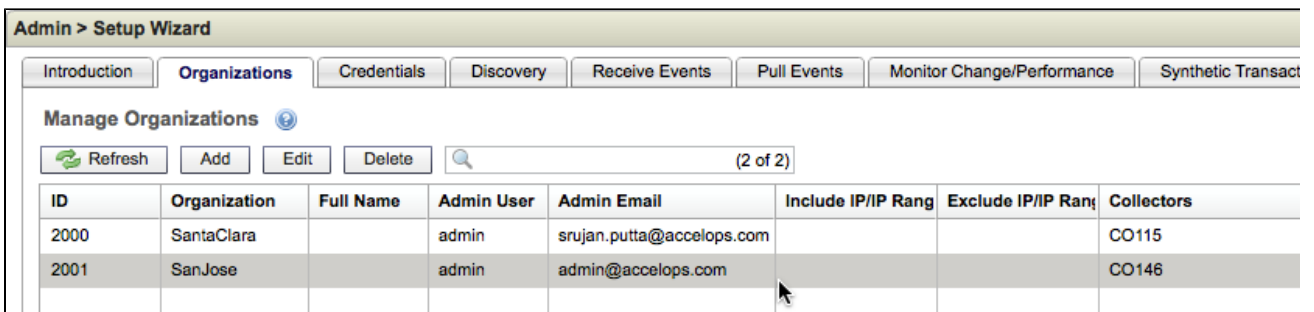 Admin > Setup Wizard
Introduction Organizations Credentials Discovery Receive Events Pull Events Monitor Change/Performance Synthetic Transact
Manage Organizations
Refresh Add Edit Delete (2 of 2)
ID Organization Full Name Admin User Admin Email Include IP/IP Rang Exclude IP/IP Rang Collectors
2000 SantaClara admin srujan.putta@accelops.com CO115
2001 SanJose admin admin@accelops.com CO146